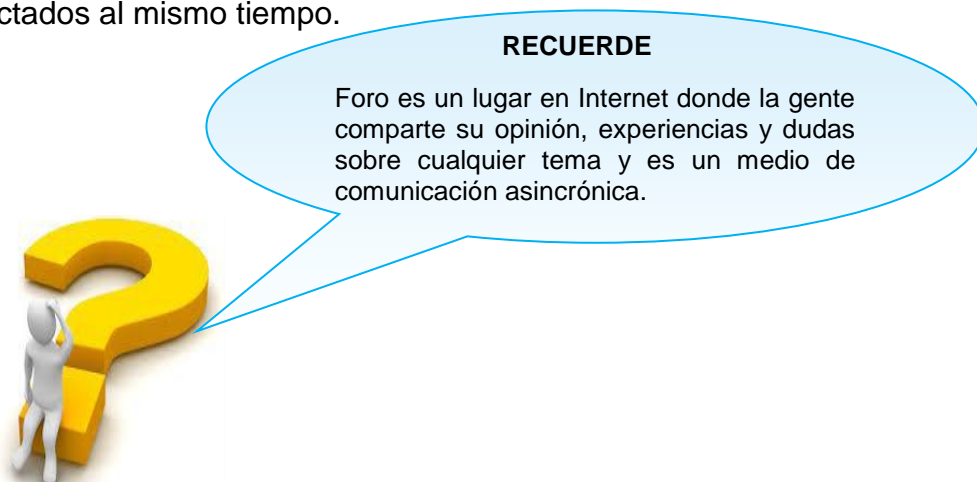 ctados al mismo tiempo.
RECUERDE
Foro es un lugar en Internet donde la gente
comparte su opinión, experiencias y dudas
sobre cualquier tema y es un medio de
comunicación asincrónica.